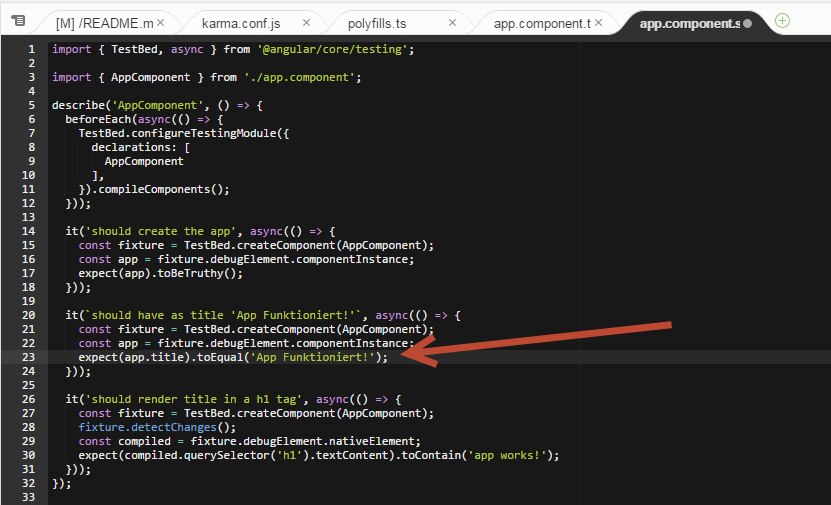 [M] /README.m × karma.conf.js × polyfills.ts × app.component.t × app.component.s
1 import { TestBed, async } from '@angular/core/testing';
2
3 import { AppComponent } from './app.component';
4
5 describe('AppComponent', () => {
6 beforeEach(async(() => {
7 TestBed.configureTestingModule({
8 declarations: [
9 AppComponent
10 ],
11 }).compileComponents();
12 }));
13
14 it('should create the app', async(() => {
15 const fixture = TestBed.createComponent(AppComponent);
16 const app = fixture.debugElement.componentInstance;
17 expect(app).toBeTruthy();
18 }));
19
20 it(`should have as title 'App Funktioniert!'`, async(() => {
21 const fixture = TestBed.createComponent(AppComponent);
22 const app = fixture.debugElement.componentInstance;
23 expect(app.title).toEqual('App Funktioniert!');
24 }));
25
26 it('should render title in a h1 tag', async(() => {
27 const fixture = TestBed.createComponent(AppComponent);
28 fixture.detectChanges();
29 const compiled = fixture.debugElement.nativeElement;
30 expect(compiled.querySelector('h1').textContent).toContain('app works!');
31 }));
32 });
33